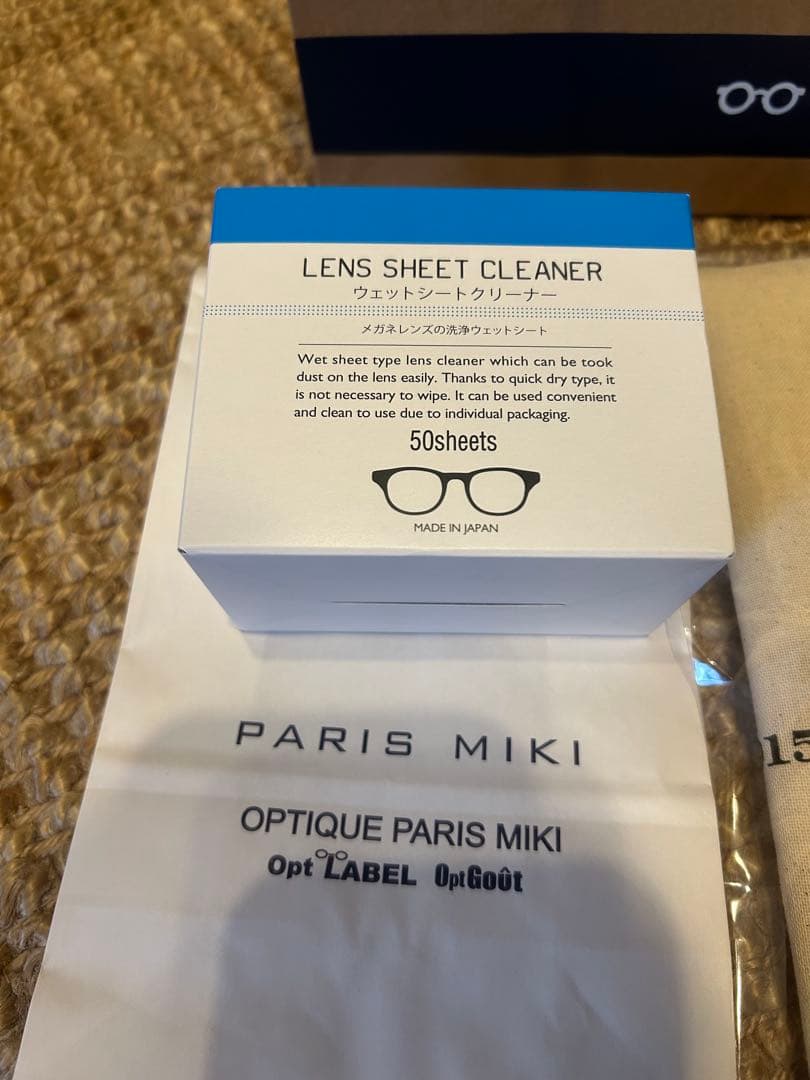 LENS SHEET CLEANER
ウェットシートクリーナー
メガネレンズの洗浄ウェットシート
Wet sheet type lens cleaner which can be took
dust on the lens easily. Thanks to quick dry type, it
is not necessary to wipe. It can be used convenient
and clean to use due to individual packaging.
50sheets
MADE IN JAPAN
PARIS MIKI
OPTIQUE PARIS MIKI
Opt LABEL OptGoût
15